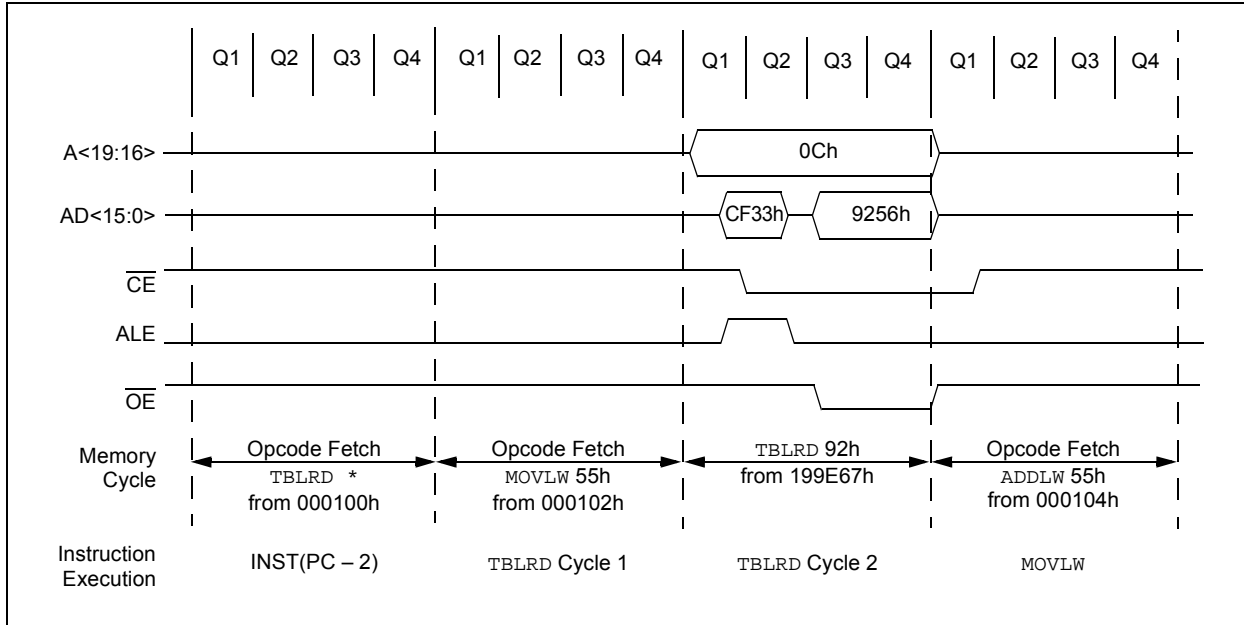 Q1 Q2 Q3 Q4 Q1 Q2 Q3 Q4 Q1 Q2 Q3 Q4 Q1 Q2 Q3 Q4
A<19:16> 0Ch
AD<15:0> CF33h 9256h
CE
ALE
OE
Memory Cycle
Opcode Fetch
TBLRD *
from 000100h
Opcode Fetch
MOVLW 55h
from 000102h
TBLRD 92h
from 199E67h
Opcode Fetch
ADDLW 55h
from 000104h
Instruction Execution
INST(PC – 2) TBLRD Cycle 1 TBLRD Cycle 2 MOVLW